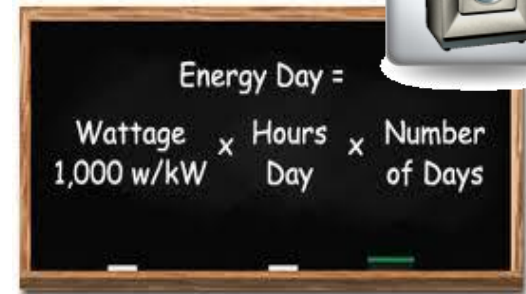 Energy Day =
Wattage x Hours x Number
1,000 w/kW Day of Days